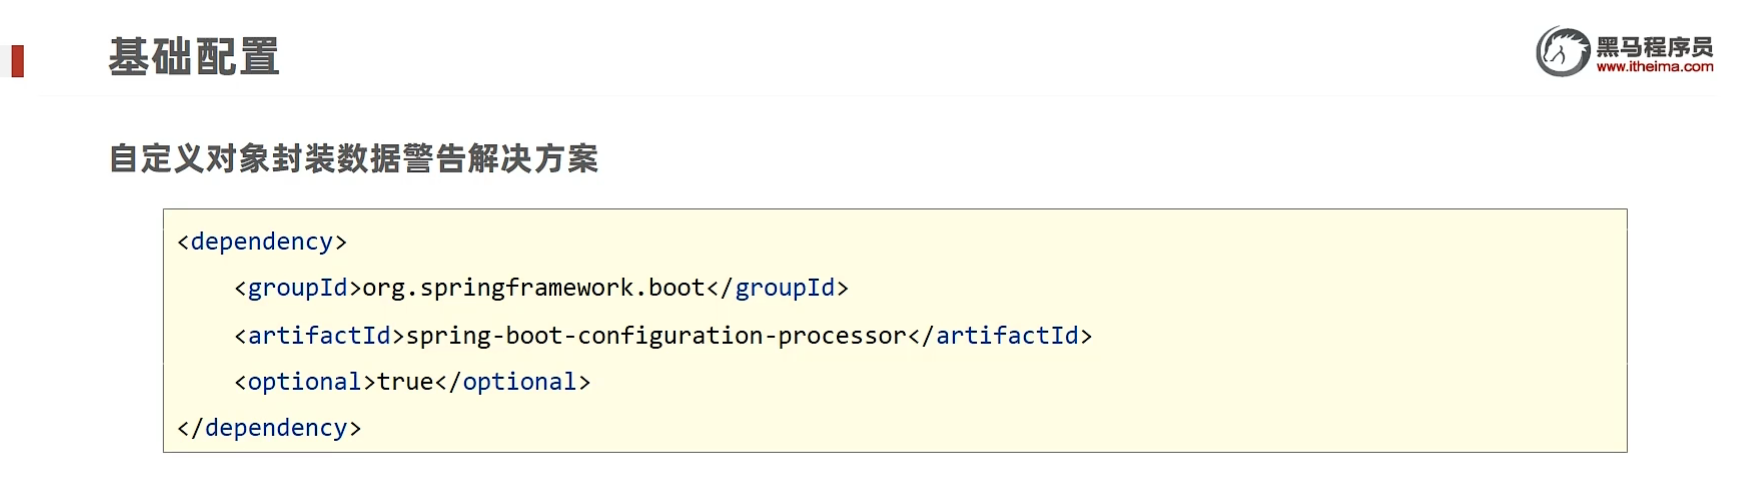 基础配置
黑马程序员
www.itheima.com
自定义对象封装数据警告解决方案
<dependency>
    <groupId>org.springframework.boot</groupId>
    <artifactId>spring-boot-configuration-processor</artifactId>
    <optional>true</optional>
</dependency>